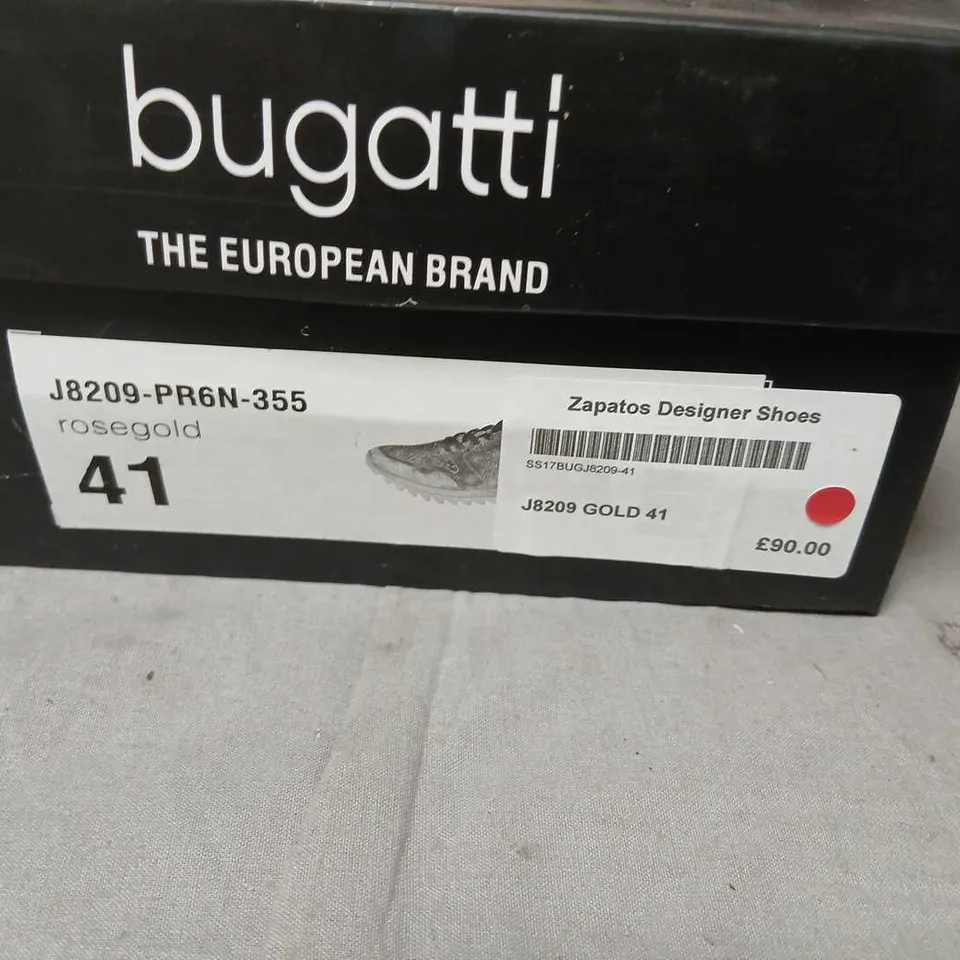 bugatti
THE EUROPEAN BRAND
J8209-PR6N-355
rosegold
41
Zapatos Designer Shoes
SS17BUGJ8209-41
J8209 GOLD 41
£90.00